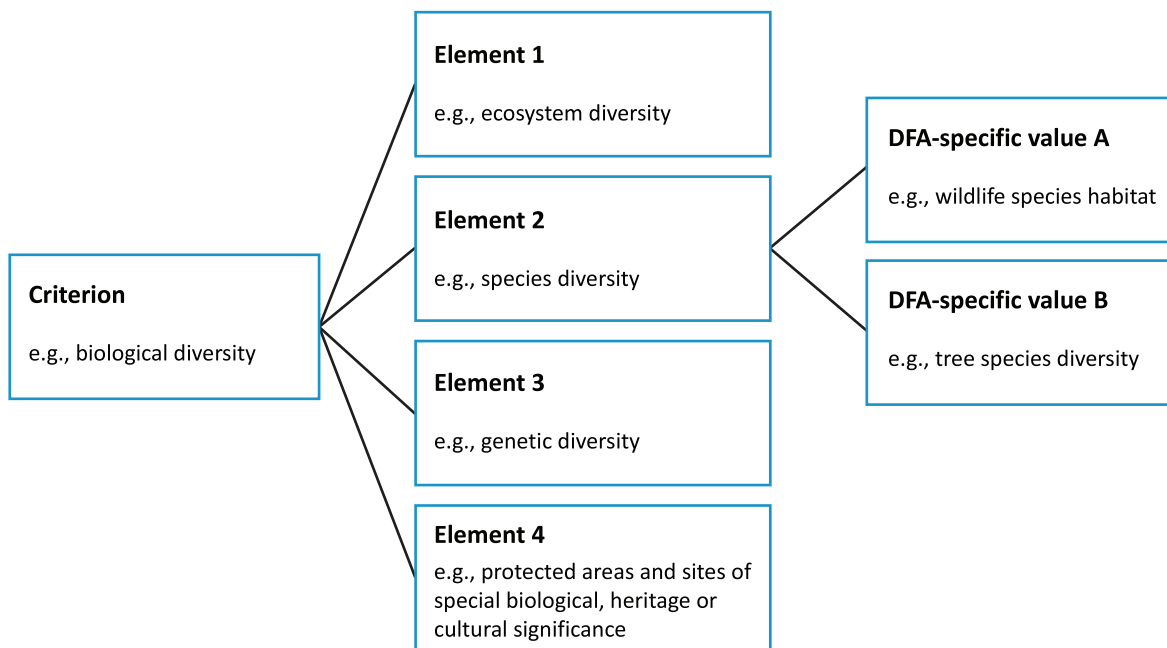 Criterion
e.g., biological diversity
Element 1
e.g., ecosystem diversity
Element 2
e.g., species diversity
Element 3
e.g., genetic diversity
Element 4
e.g., protected areas and sites of
special biological, heritage or
cultural significance
DFA-specific value A
e.g., wildlife species habitat
DFA-specific value B
e.g., tree species diversity